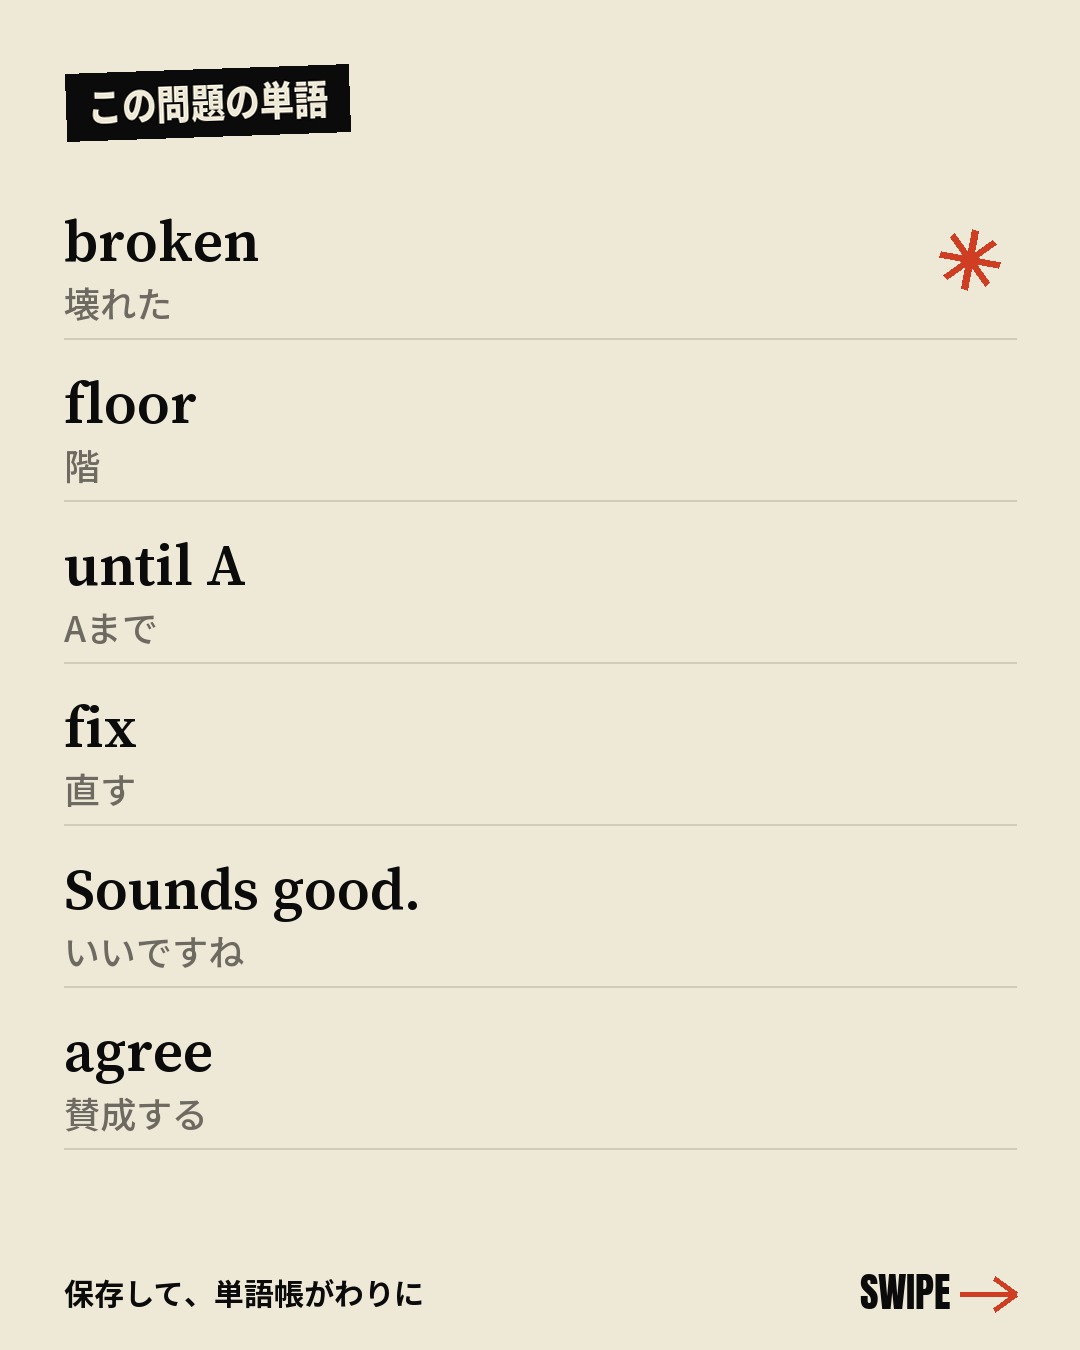 この問題の単語
broken
壊れた
floor
階
until A
Aまで
fix
直す
Sounds good.
いいですね
agree
賛成する
保存して、単語帳がわりに
SWIPE